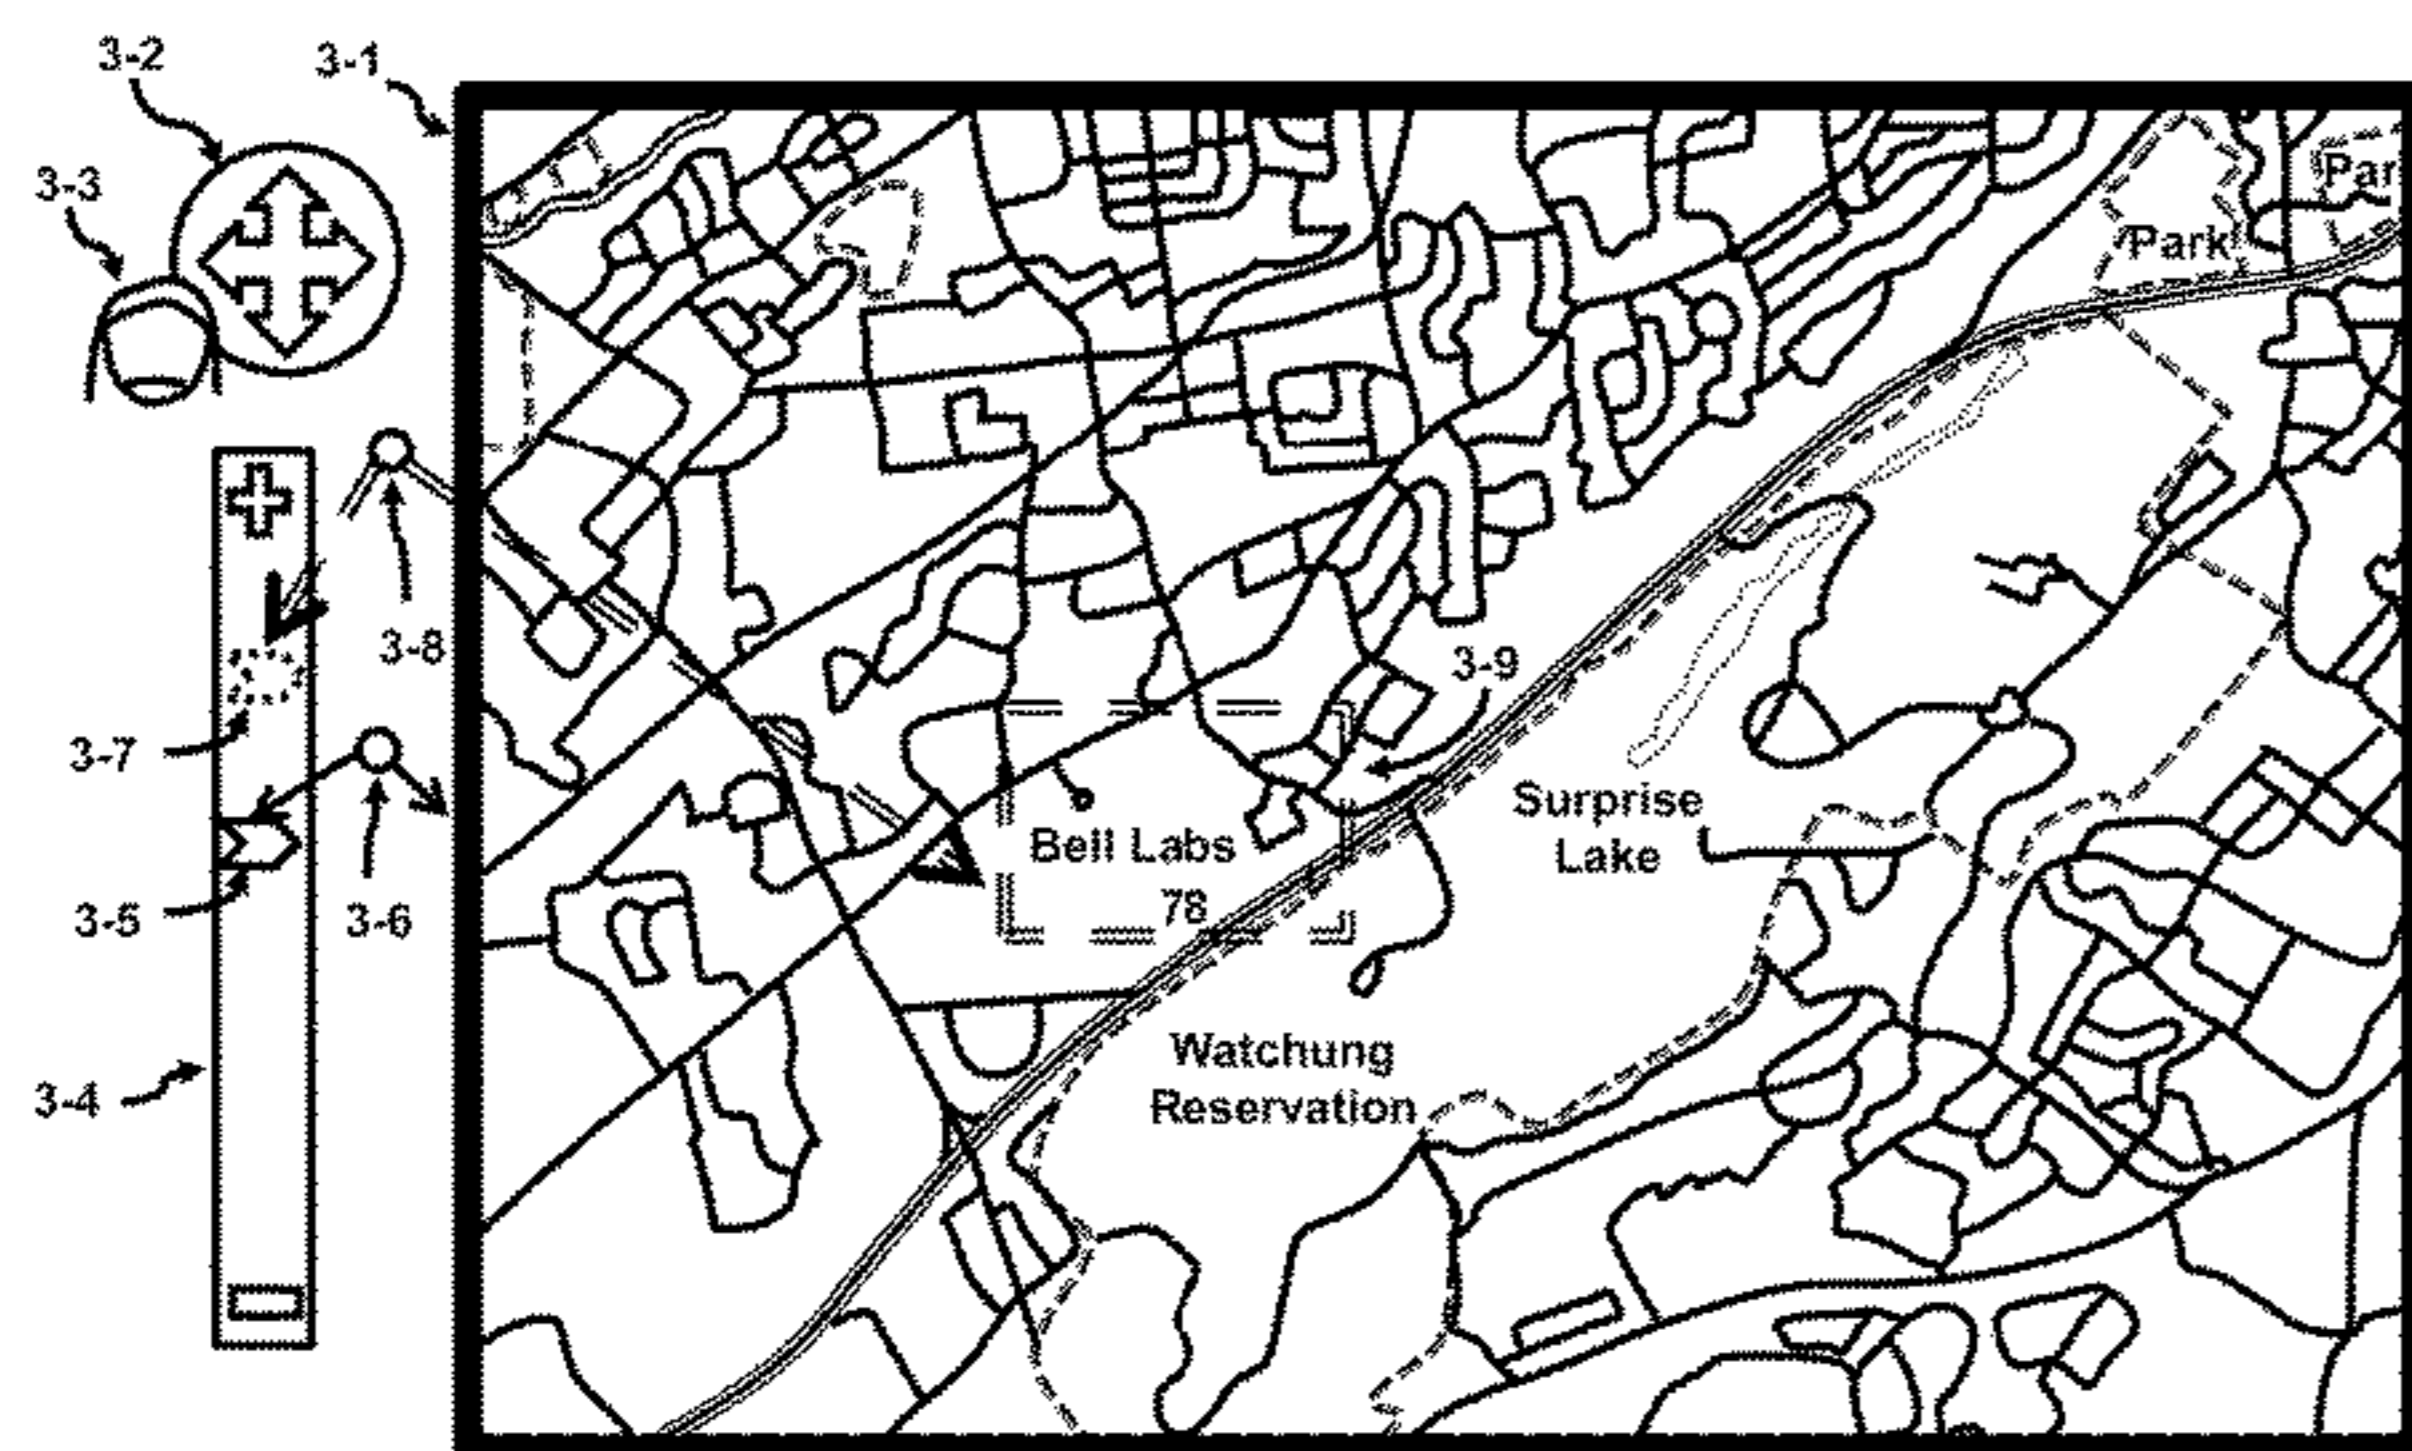 3-2
3-1
3-3
Par
Park
3-8
3-9
3-7
Surprise
Lake
Bell Labs
78
3-5
3-6
Watchung
Reservation
3-4